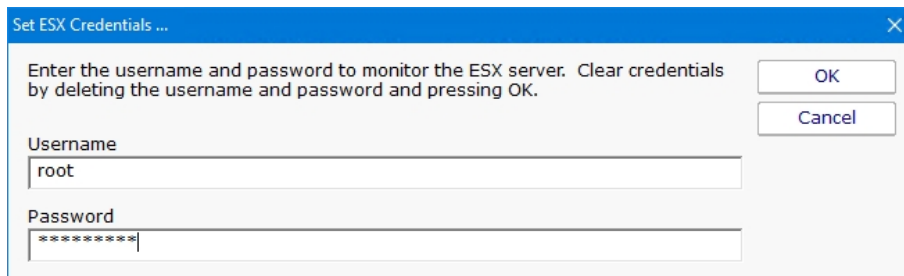 Set ESX Credentials ...
Enter the username and password to monitor the ESX server.  Clear credentials
by deleting the username and password and pressing OK.
OK
Cancel
Username
root
Password
*********